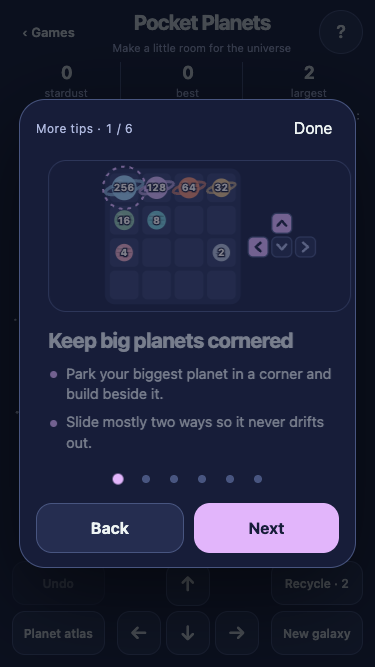 ‹ Games
Pocket Planets
?
Make a little room for the universe
0
0
2
stardust
best
largest
More tips · 1 / 6
Done
256
128
64
32
16
8
4
2
Keep big planets cornered
Park your biggest planet in a corner and
build beside it.
Slide mostly two ways so it never drifts
out.
Back
Next
Undo
↑
Recycle · 2
Planet atlas
←
↓
→
New galaxy